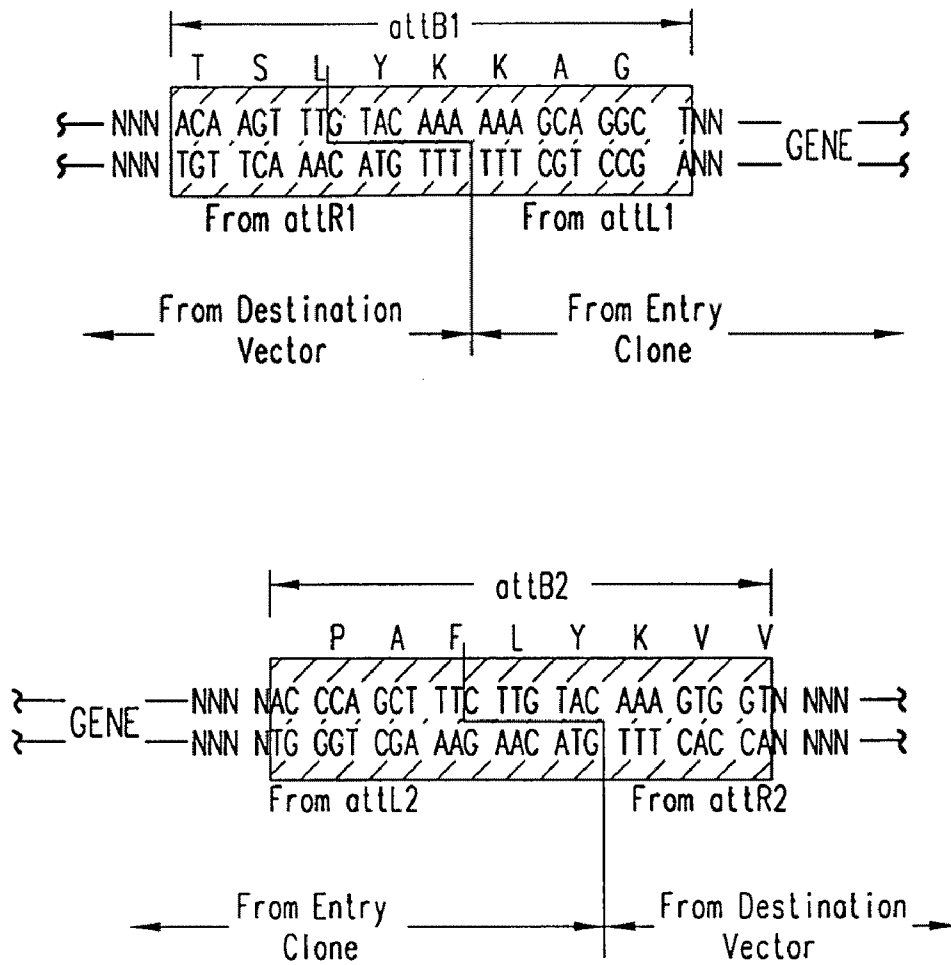 attB1
T S L Y K K A G
NNN ACA AGT TTG TAC AAA AAA GCA GGC TNN GENE
NNN TGT TCA AAC ATG TTT TTT CGT CCG ANN
From attR1 From attL1
From Destination Vector From Entry Clone
attB2
P A F L Y K V V
GENE NNN NAC CCA GCT TTC TTG TAC AAA GTG GTN NNN
NNN NTG GGT CGA AAG AAC ATG TTT CAC CAN NNN
From attL2 From attR2
From Entry Clone From Destination Vector